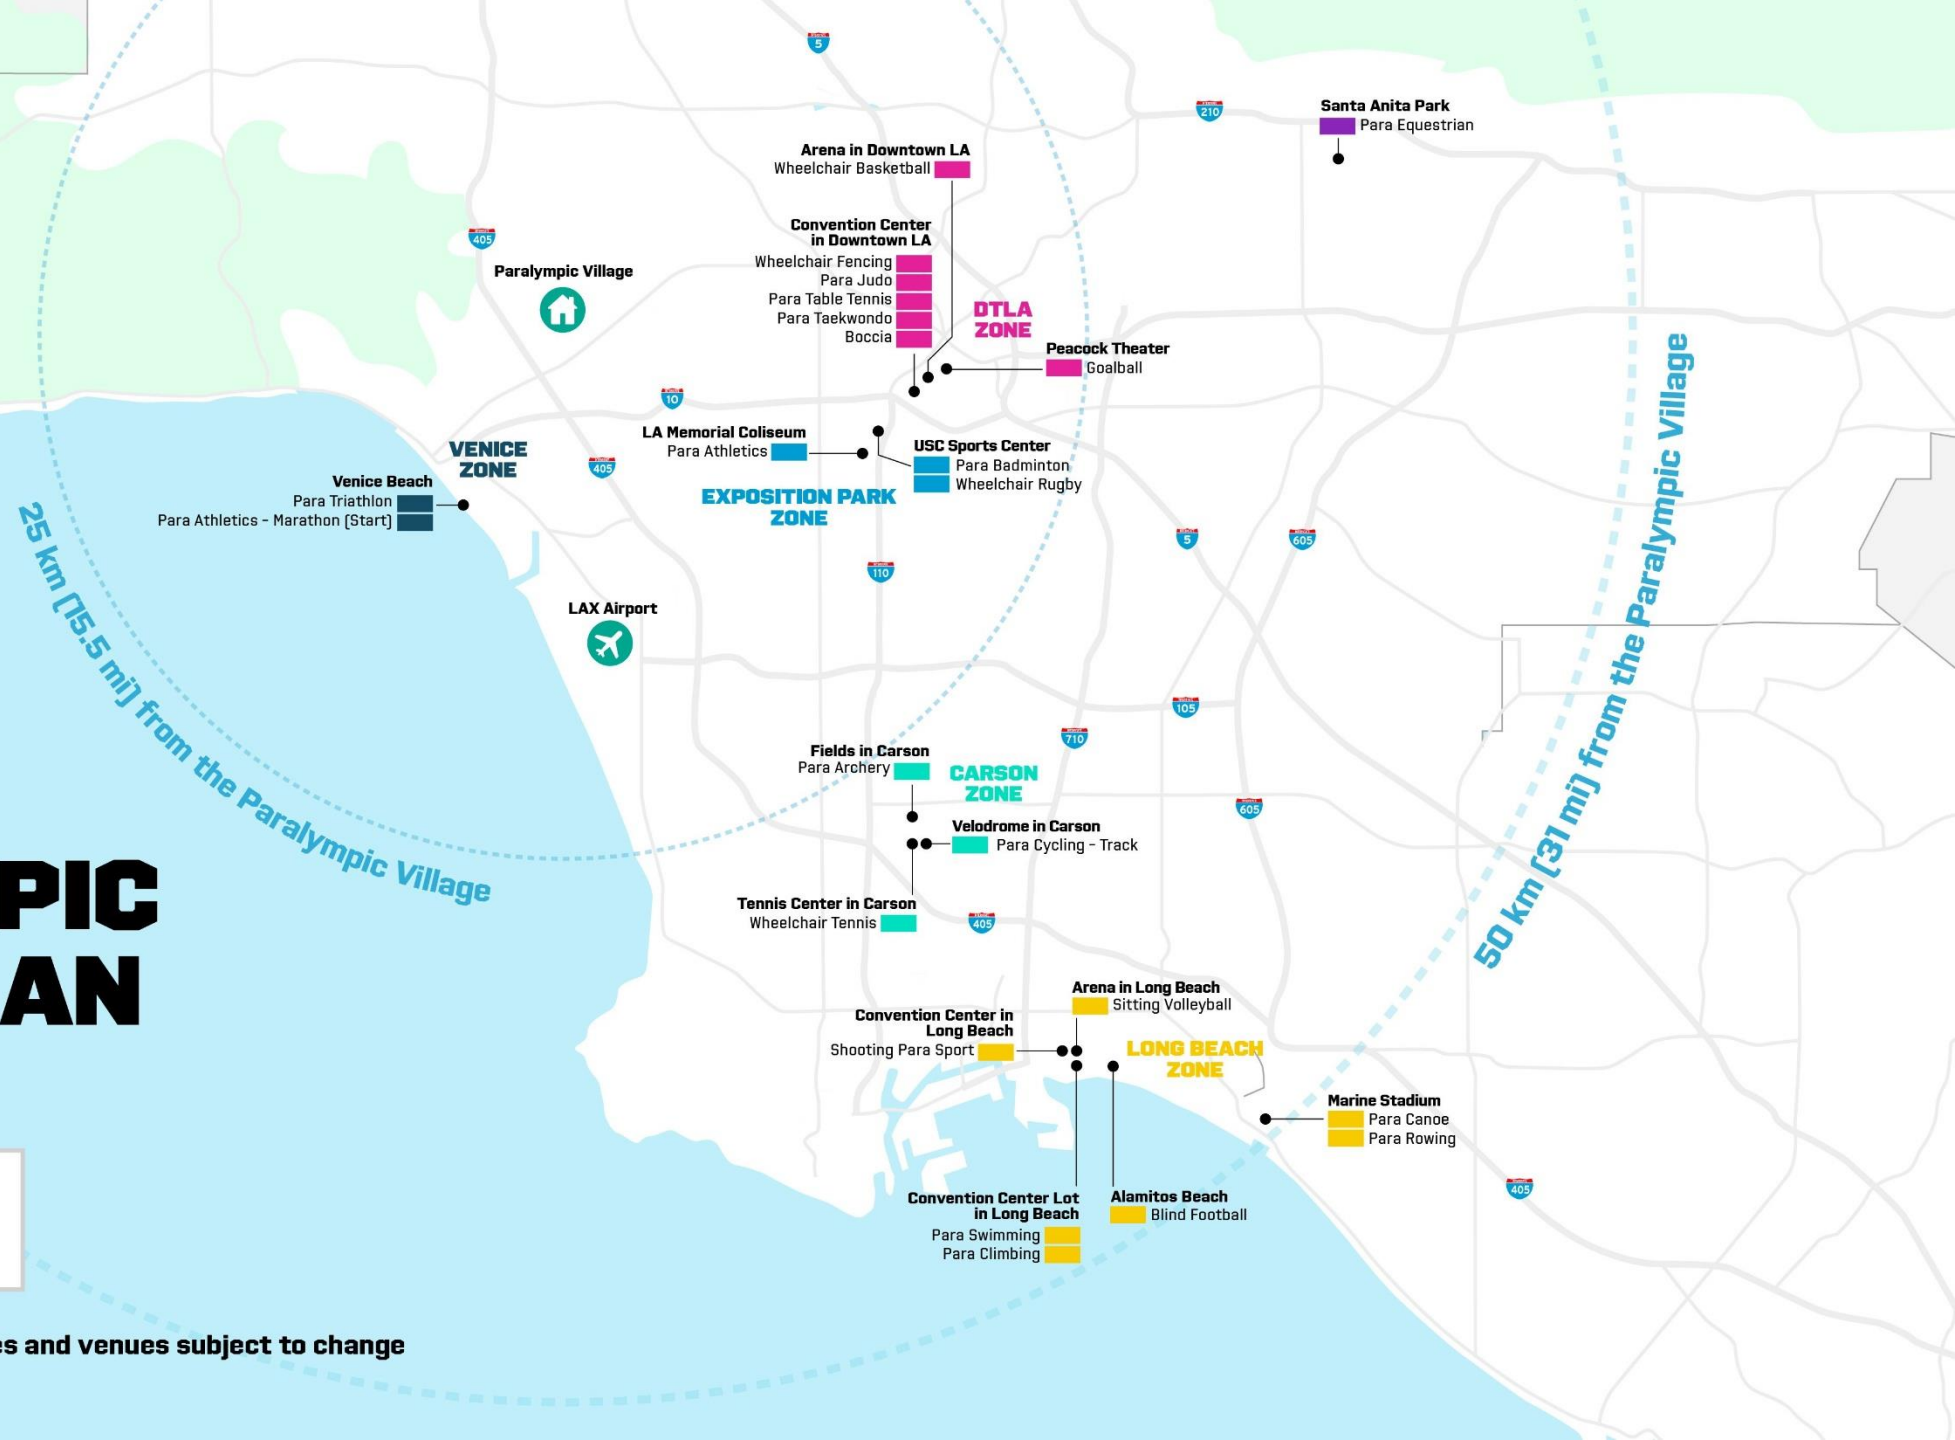 5
210
Santa Anita Park
Para Equestrian
Arena in Downtown LA
Wheelchair Basketball
405
Convention Center
in Downtown LA
Wheelchair Fencing
Para Judo
Para Table Tennis
Para Taekwondo
Boccia
Paralympic Village
DTLA
ZONE
Peacock Theater
Goalball
10
LA Memorial Coliseum
Para Athletics
USC Sports Center
Para Badminton
Wheelchair Rugby
VENICE
ZONE
405
Venice Beach
Para Triathlon
Para Athletics - Marathon (Start)
EXPOSITION PARK
ZONE
5
605
110
LAX Airport
25 km (15.5 mi) from the Paralympic Village
50 km (31 mi) from the Paralympic Village
105
710
Fields in Carson
Para Archery
CARSON
ZONE
605
Velodrome in Carson
Para Cycling - Track
Tennis Center in Carson
Wheelchair Tennis
405
PIC
AN
Arena in Long Beach
Sitting Volleyball
Convention Center in
Long Beach
Shooting Para Sport
LONG BEACH
ZONE
Marine Stadium
Para Canoe
Para Rowing
405
Convention Center Lot
in Long Beach
Para Swimming
Para Climbing
Alamitos Beach
Blind Football
es and venues subject to change